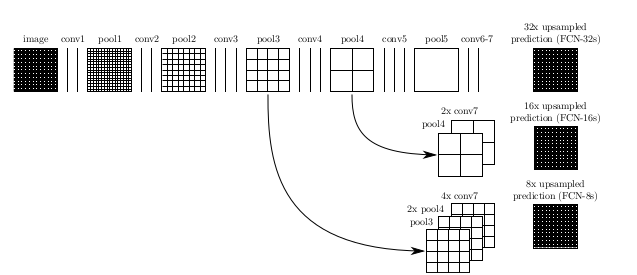 image conv1 pool1 conv2 pool2 conv3 pool3 conv4 pool4 conv5 pool5 conv6-7
32x upsampled
prediction (FCN-32s)
16x upsampled
prediction (FCN-16s)
2x conv7
pool4
8x upsampled
prediction (FCN-8s)
4x conv7
2x pool4
pool3